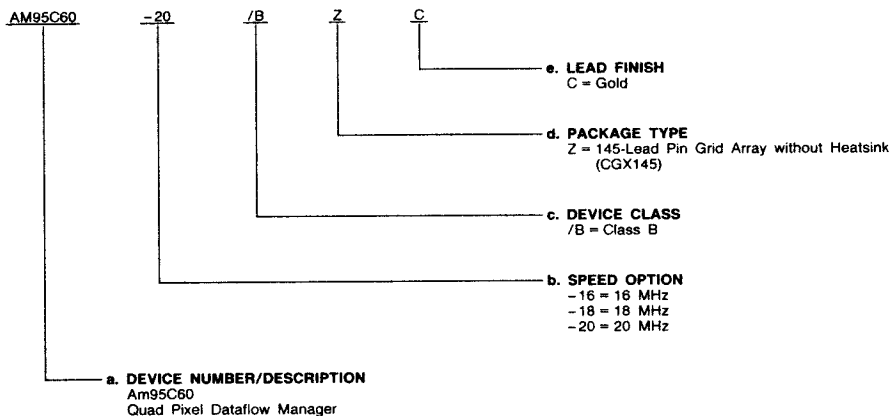 AM95C60 -20 /B Z C
e. LEAD FINISH
C = Gold
d. PACKAGE TYPE
Z = 145-Lead Pin Grid Array without Heatsink
(CGX145)
c. DEVICE CLASS
/B = Class B
b. SPEED OPTION
-16 = 16 MHz
-18 = 18 MHz
-20 = 20 MHz
a. DEVICE NUMBER/DESCRIPTION
Am95C60
Quad Pixel Dataflow Manager